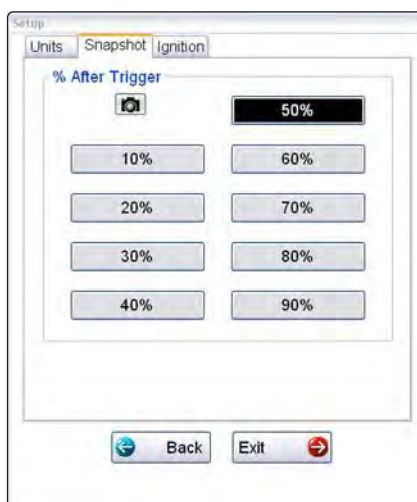 Setup
Units Snapshot Ignition
% After Trigger
50%
10% 60%
20% 70%
30% 80%
40% 90%
Back Exit